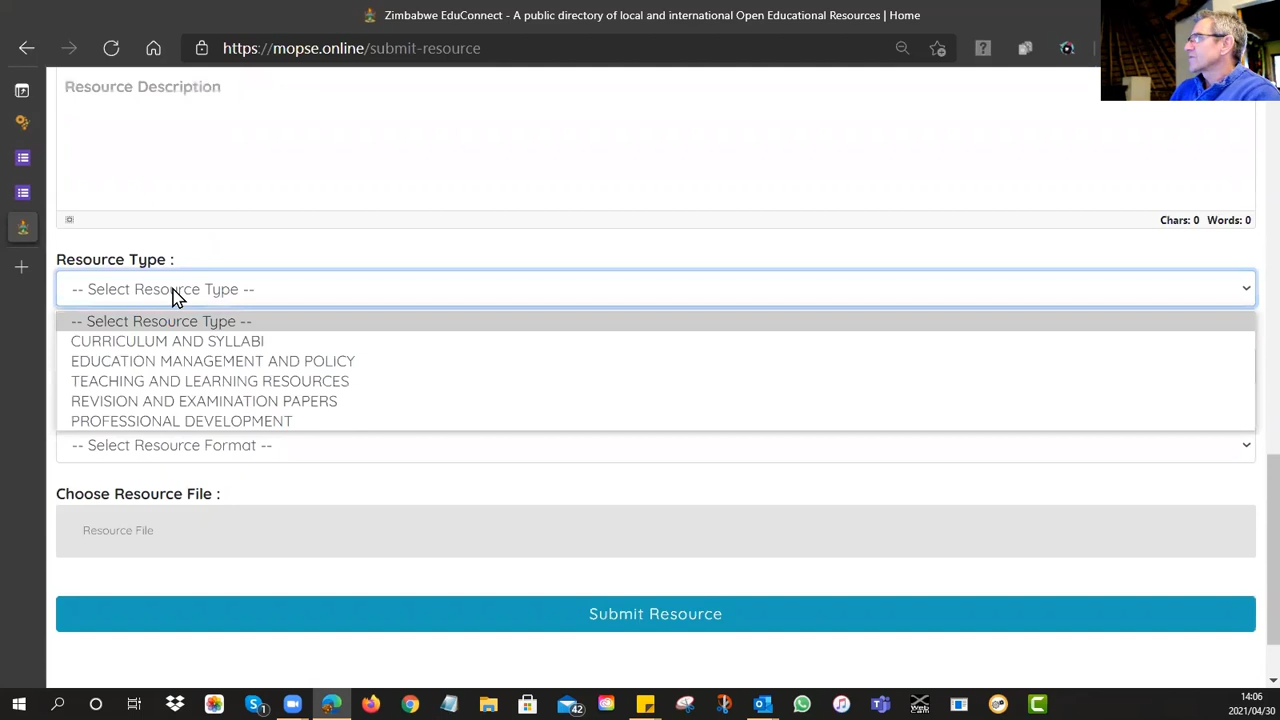 Zimbabwe EduConnect - A public directory of local and international Open Educational Resources | Home
https://mopse.online/submit-resource
Resource Description
Chars: 0 Words: 0
Resource Type :
-- Select Resource Type --
-- Select Resource Type --
CURRICULUM AND SYLLABI
EDUCATION MANAGEMENT AND POLICY
TEACHING AND LEARNING RESOURCES
REVISION AND EXAMINATION PAPERS
PROFESSIONAL DEVELOPMENT
-- Select Resource Format --
Choose Resource File :
Resource File
Submit Resource
1
42
14:06
2021/04/30